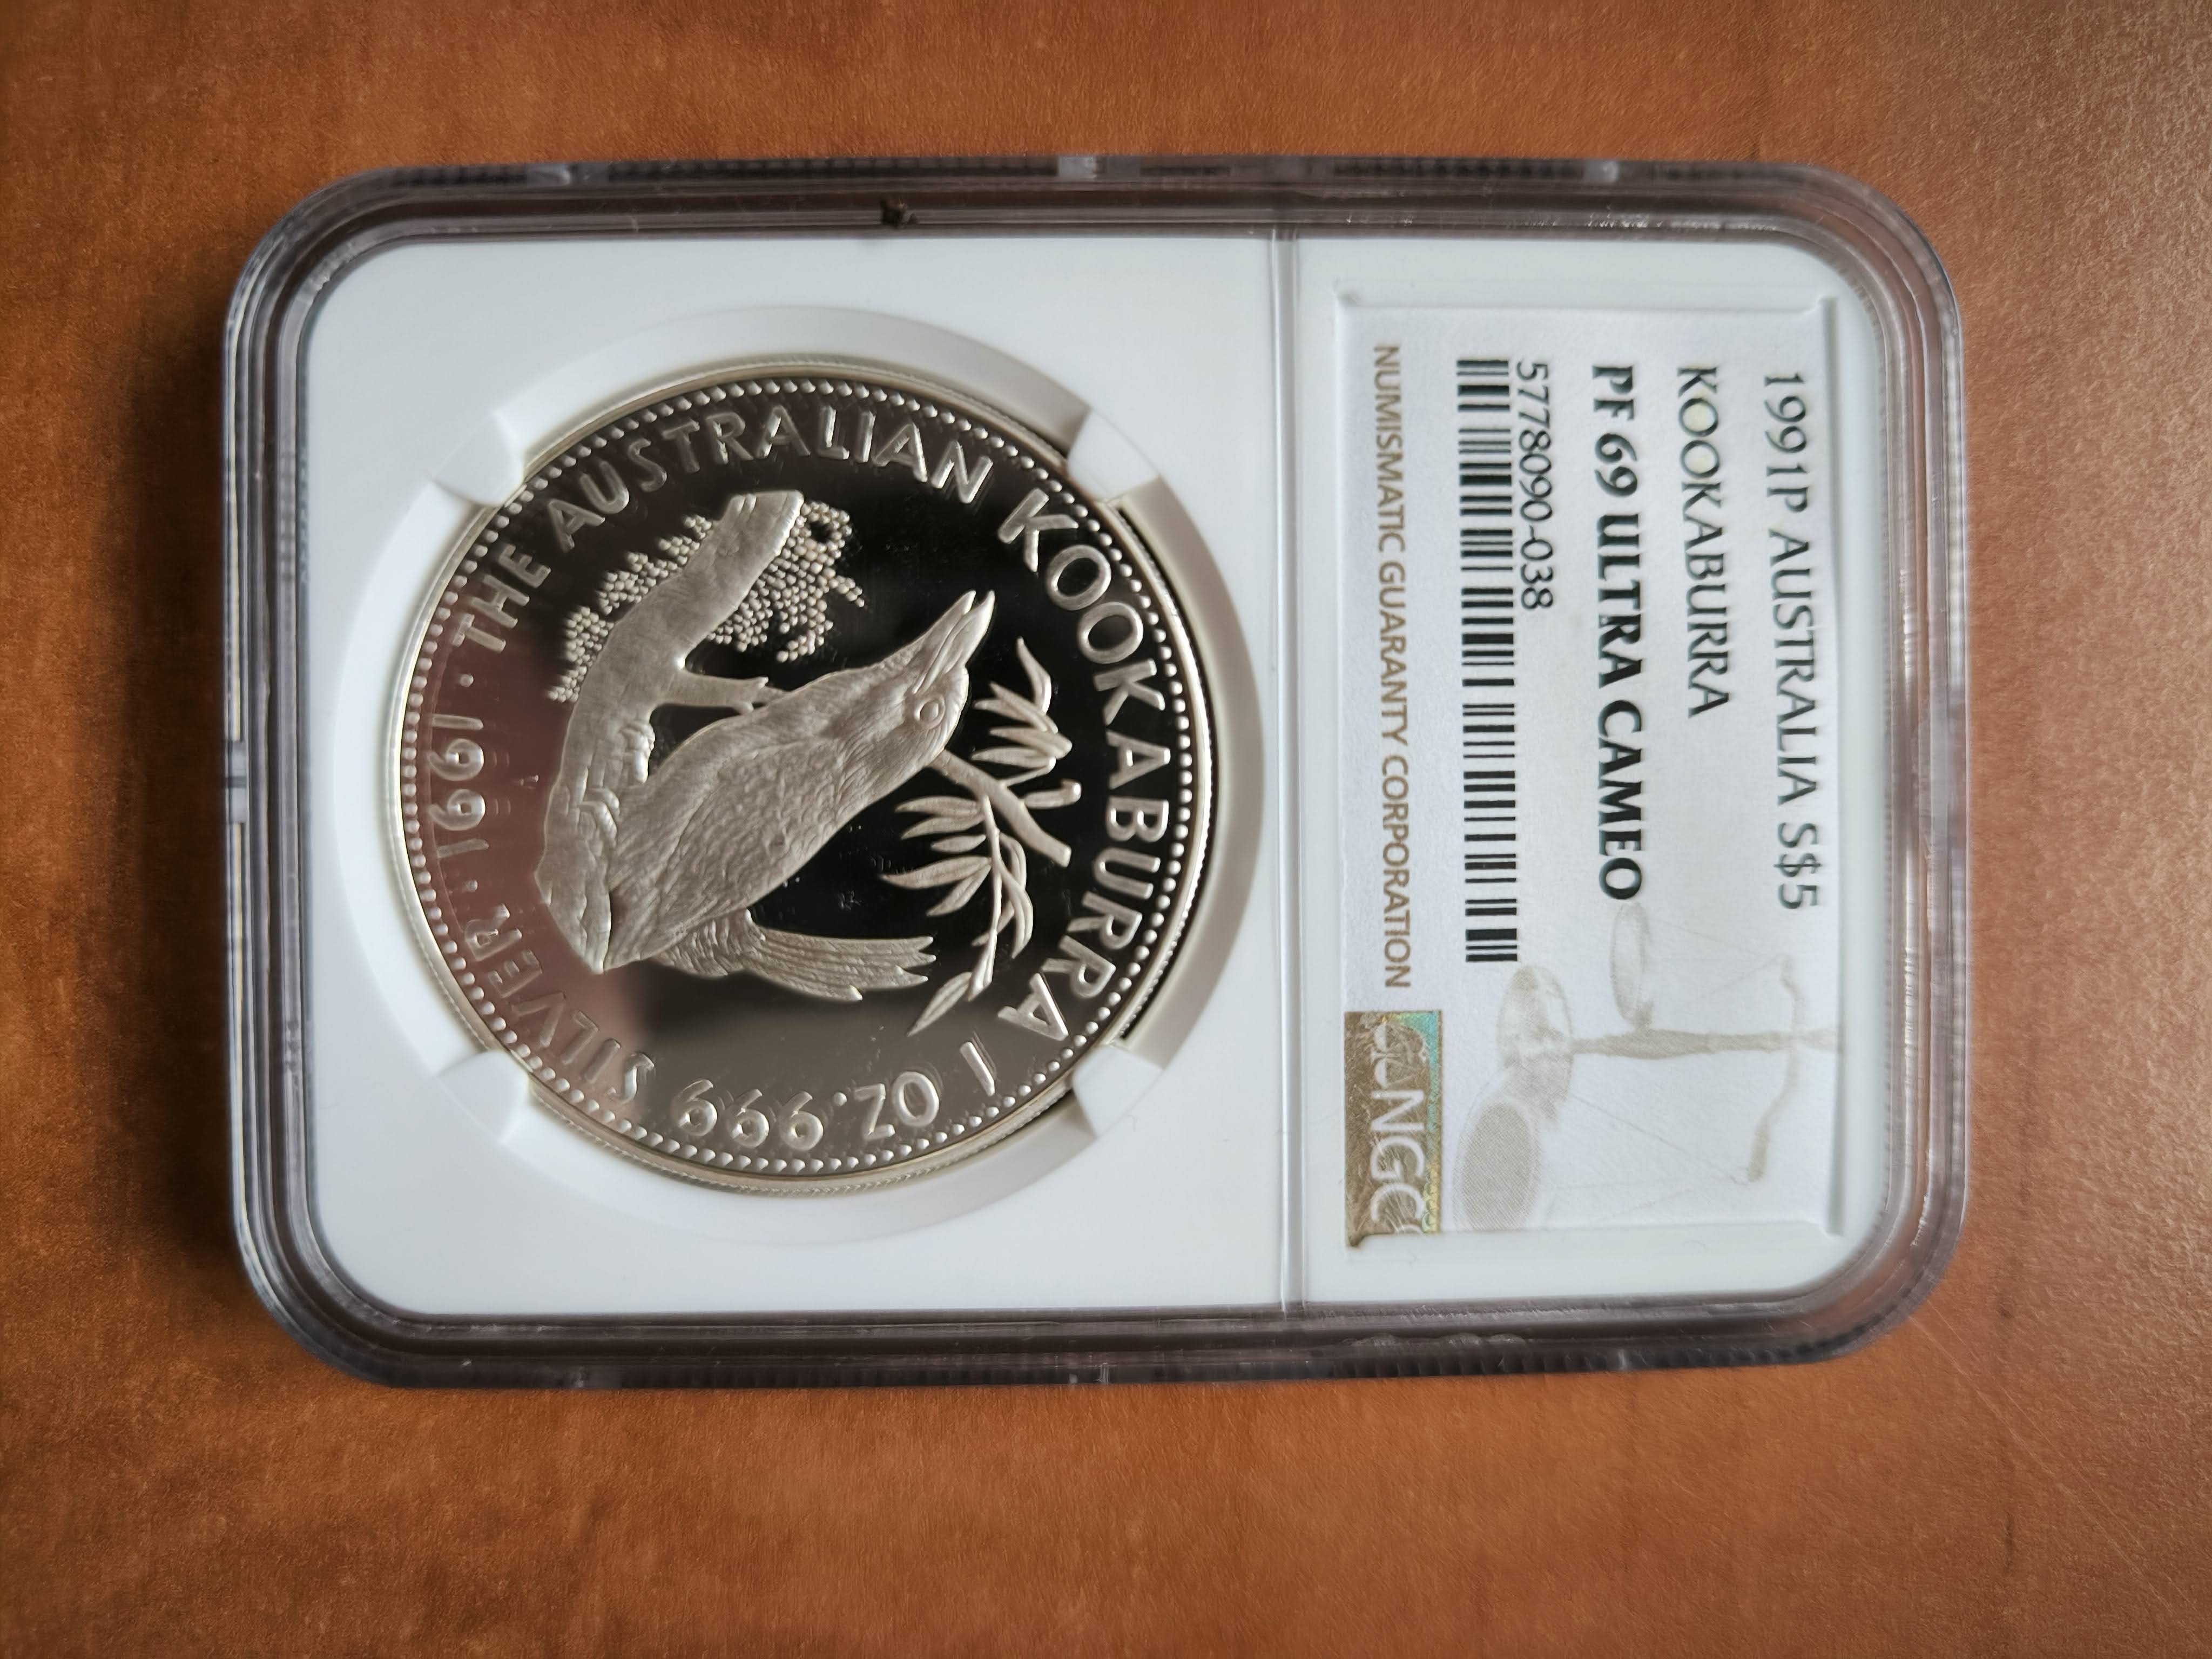 1991P AUSTRALIA S$5
KOOKABURRA
PF 69 ULTRA CAMEO
5778090-038
NUMISMATIC GUARANTY CORPORATION
NGC
THE AUSTRALIAN KOOKABURRA 1 OZ. 999 SILVER · 1991 ·